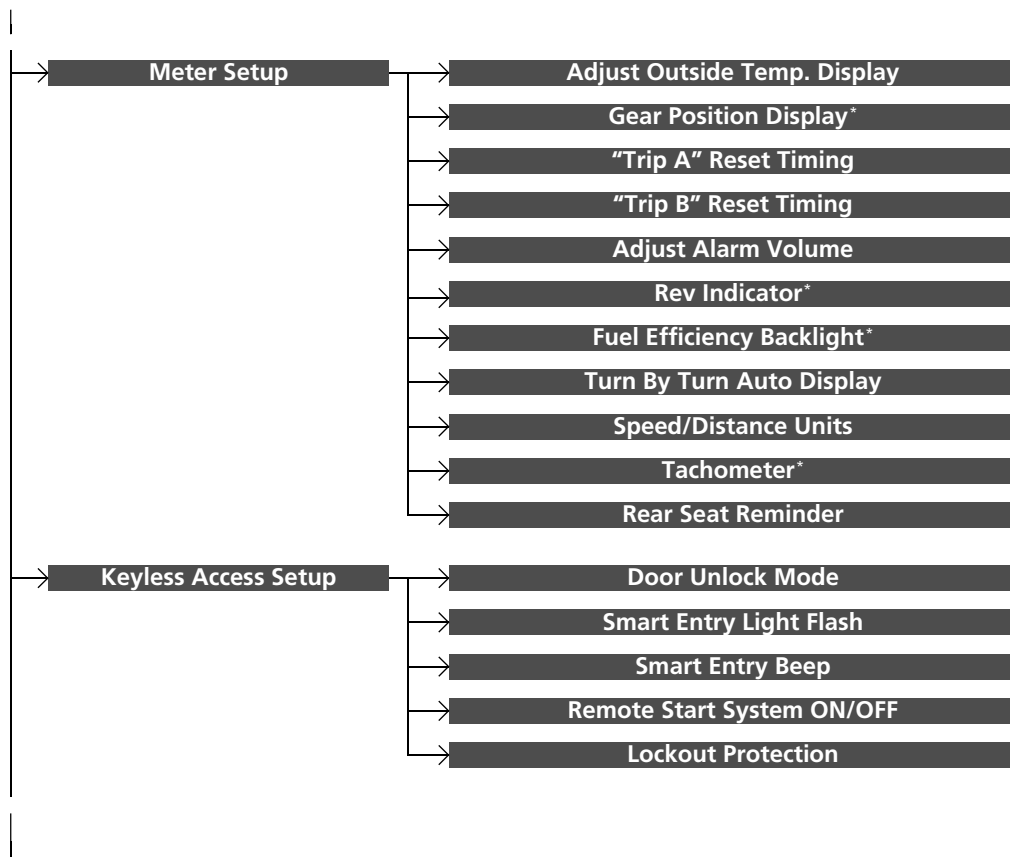 Meter Setup
Adjust Outside Temp. Display
Gear Position Display*
“Trip A” Reset Timing
“Trip B” Reset Timing
Adjust Alarm Volume
Rev Indicator*
Fuel Efficiency Backlight*
Turn By Turn Auto Display
Speed/Distance Units
Tachometer*
Rear Seat Reminder
Keyless Access Setup
Door Unlock Mode
Smart Entry Light Flash
Smart Entry Beep
Remote Start System ON/OFF
Lockout Protection